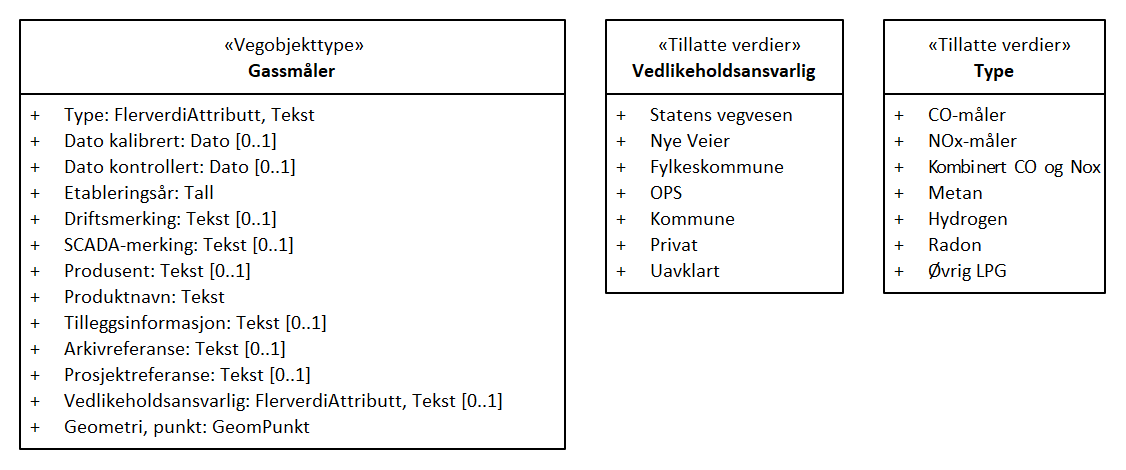 «Vegobjekttype»
Gassmåler
+ Type: FlerverdiAttributt, Tekst
+ Dato kalibrert: Dato [0..1]
+ Dato kontrollert: Dato [0..1]
+ Etableringsår: Tall
+ Driftsmerking: Tekst [0..1]
+ SCADA-merking: Tekst [0..1]
+ Produsent: Tekst [0..1]
+ Produktnavn: Tekst
+ Tilleggsinformasjon: Tekst [0..1]
+ Arkivreferanse: Tekst [0..1]
+ Prosjektreferanse: Tekst [0..1]
+ Vedlikeholdsansvarlig: FlerverdiAttributt, Tekst [0..1]
+ Geometri, punkt: GeomPunkt
«Tillatte verdier»
Vedlikeholdsansvarlig
+ Statens vegvesen
+ Nye Veier
+ Fylkeskommune
+ OPS
+ Kommune
+ Privat
+ Uavklart
«Tillatte verdier»
Type
+ CO-måler
+ NOx-måler
+ Kombinert CO og Nox
+ Metan
+ Hydrogen
+ Radon
+ Øvrig LPG